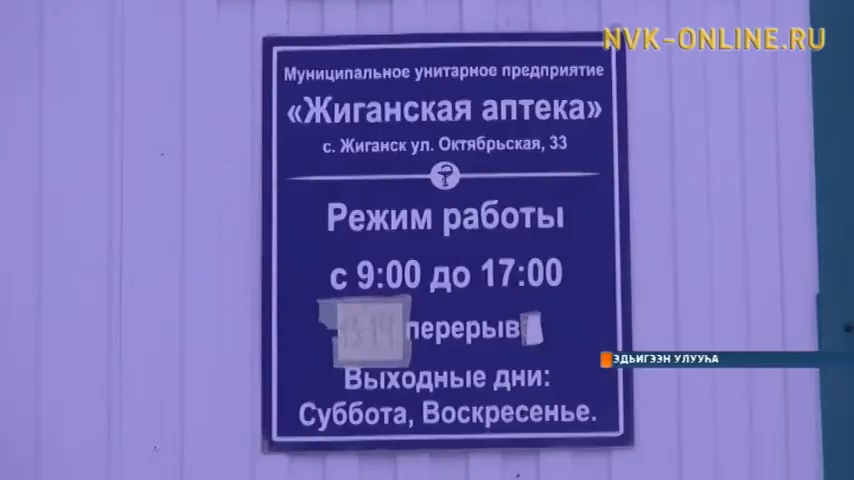 NVK-ONLINE.RU
Муниципальное унитарное предприятие
«Жиганская аптека»
с. Жиганск ул. Октябрьская, 33
Режим работы
с 9:00 до 17:00
13-14 перерыв
ЭДЬИГЭЭН УЛУУҺА
Выходные дни:
Суббота, Воскресенье.